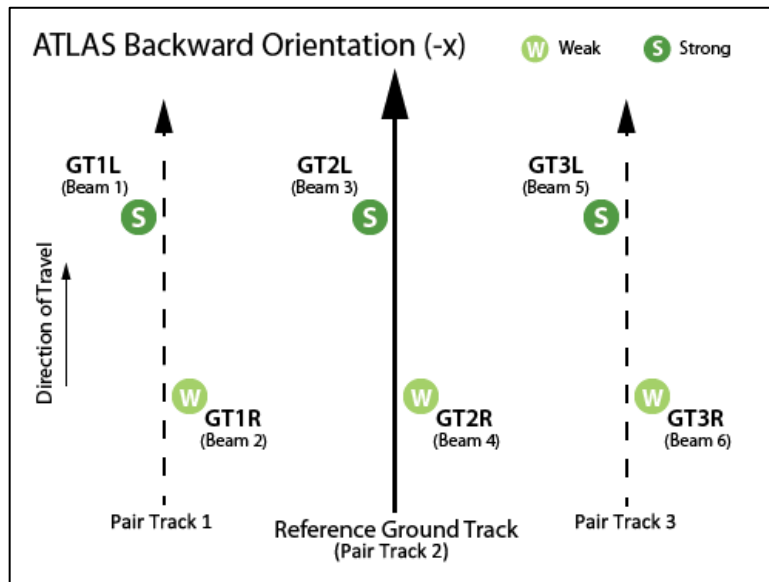 ATLAS Backward Orientation (-x)
W Weak
S Strong
GT1L
(Beam 1)
S
GT2L
(Beam 3)
S
GT3L
(Beam 5)
S
Direction of Travel
W
GT1R
(Beam 2)
W
GT2R
(Beam 4)
W
GT3R
(Beam 6)
Pair Track 1
Reference Ground Track
(Pair Track 2)
Pair Track 3